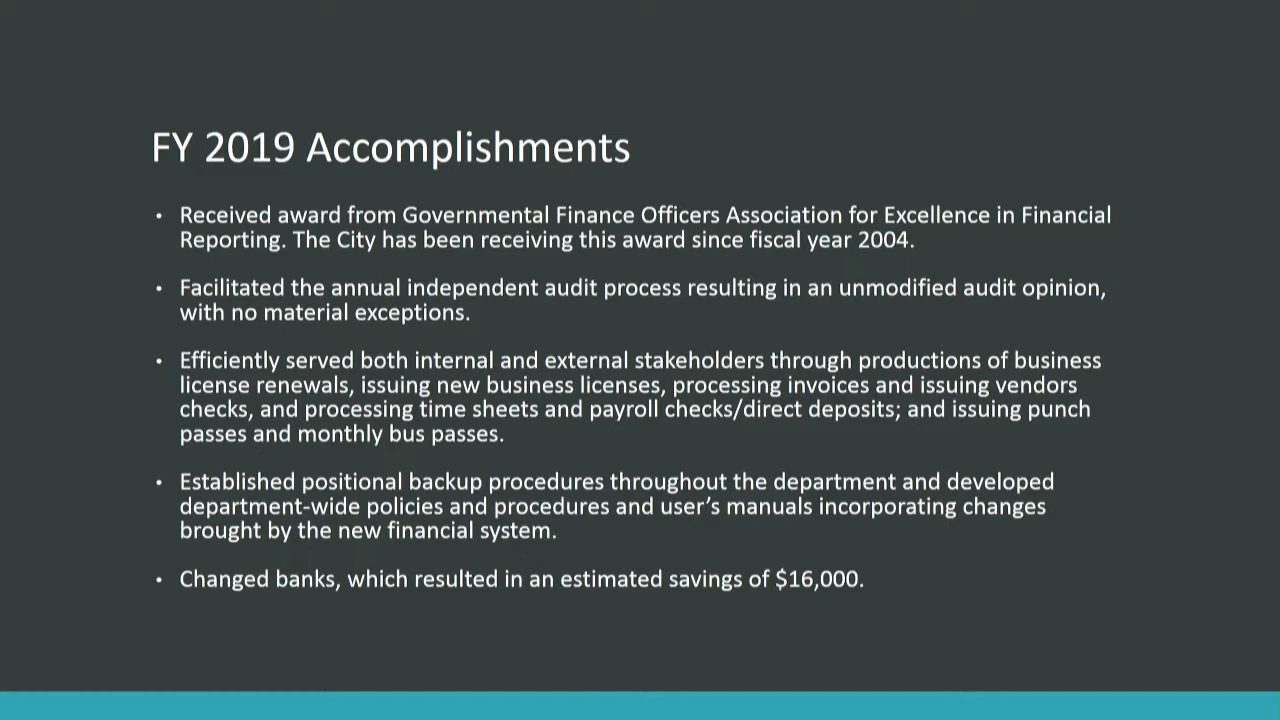 FY 2019 Accomplishments
• Received award from Governmental Finance Officers Association for Excellence in Financial
Reporting. The City has been receiving this award since fiscal year 2004.
• Facilitated the annual independent audit process resulting in an unmodified audit opinion,
with no material exceptions.
• Efficiently served both internal and external stakeholders through productions of business
license renewals, issuing new business licenses, processing invoices and issuing vendors
checks, and processing time sheets and payroll checks/direct deposits; and issuing punch
passes and monthly bus passes.
• Established positional backup procedures throughout the department and developed
department-wide policies and procedures and user’s manuals incorporating changes
brought by the new financial system.
• Changed banks, which resulted in an estimated savings of $16,000.